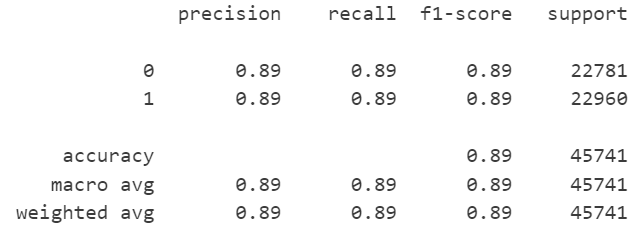 precision recall f1-score support
0 0.89 0.89 0.89 22781
1 0.89 0.89 0.89 22960
accuracy 0.89 45741
macro avg 0.89 0.89 0.89 45741
weighted avg 0.89 0.89 0.89 45741